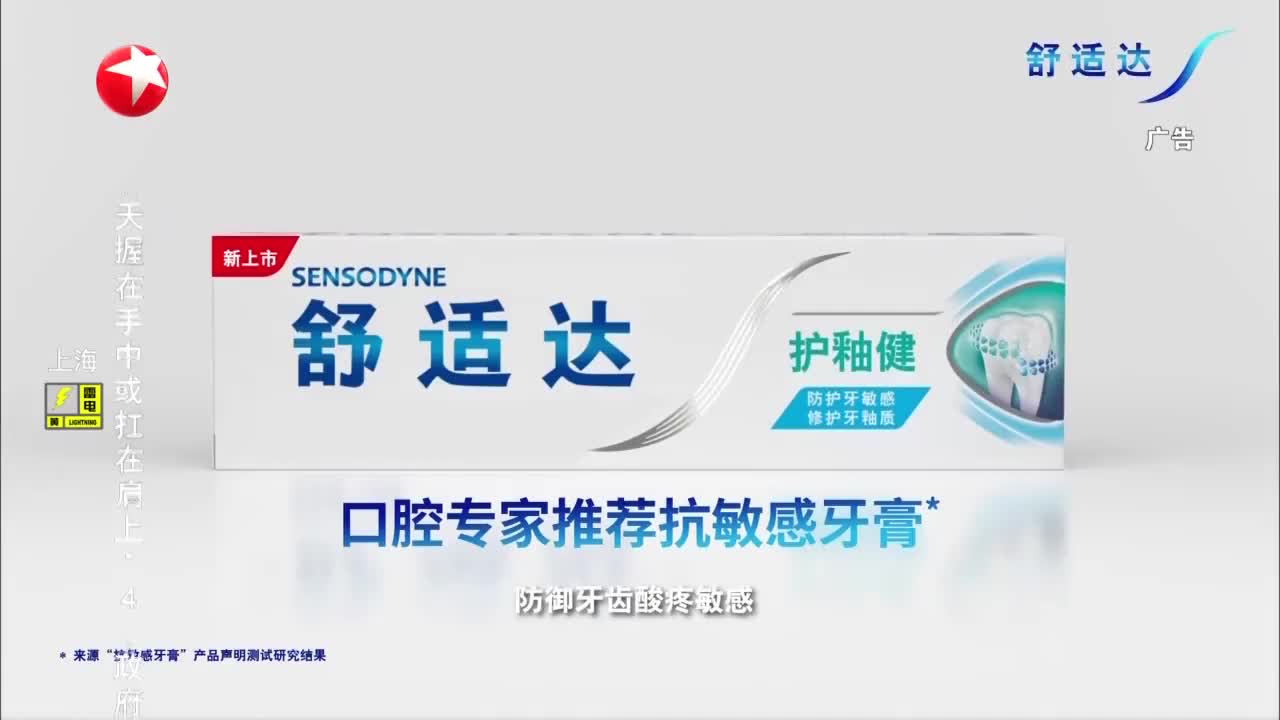 舒适达
广告
新上市
SENSODYNE
舒适达
护釉健
防护牙敏感
修护牙釉质
上海
雷电
黄 LIGHTNING
天握在手中或扛在肩上. 4 政府
口腔专家推荐抗敏感牙膏*
防御牙齿酸疼敏感
* 来源“抗敏感牙膏”产品声明测试研究结果